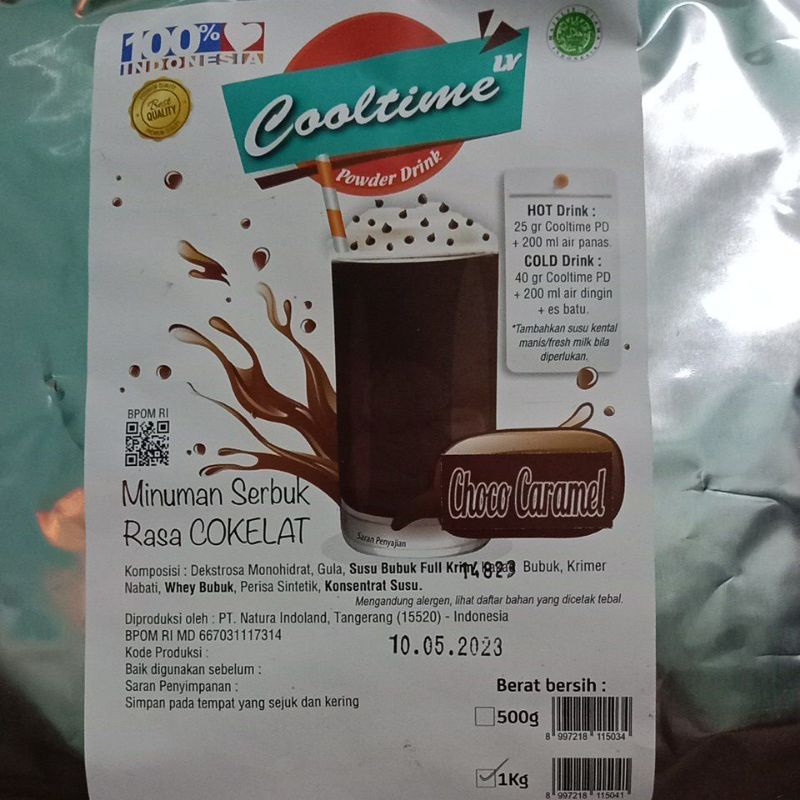 100%
INDONESIA
Best
QUALITY
Cooltime LV
Powder Drink
HOT Drink :
25 gr Cooltime PD
+ 200 ml air panas.
COLD Drink :
40 gr Cooltime PD
+ 200 ml air dingin
+ es batu.
*Tambahkan susu kental
manis/fresh milk bila
diperlukan.
BPOM RI
Choco Caramel
Minuman Serbuk
Rasa COKELAT
Saran Penyajian
Komposisi : Dekstrosa Monohidrat, Gula, Susu Bubuk Full Krim, Bubuk, Krimer
14823
Nabati, Whey Bubuk, Perisa Sintetik, Konsentrat Susu.
Mengandung alergen, lihat daftar bahan yang dicetak tebal.
Diproduksi oleh : PT. Natura Indoland, Tangerang (15520) - Indonesia
BPOM RI MD 667031117314
Kode Produksi :
10.05.2023
Baik digunakan sebelum :
Saran Penyimpanan :
Simpan pada tempat yang sejuk dan kering
Berat bersih :
500g
8 997218 115034
1Kg
8 997218 115041